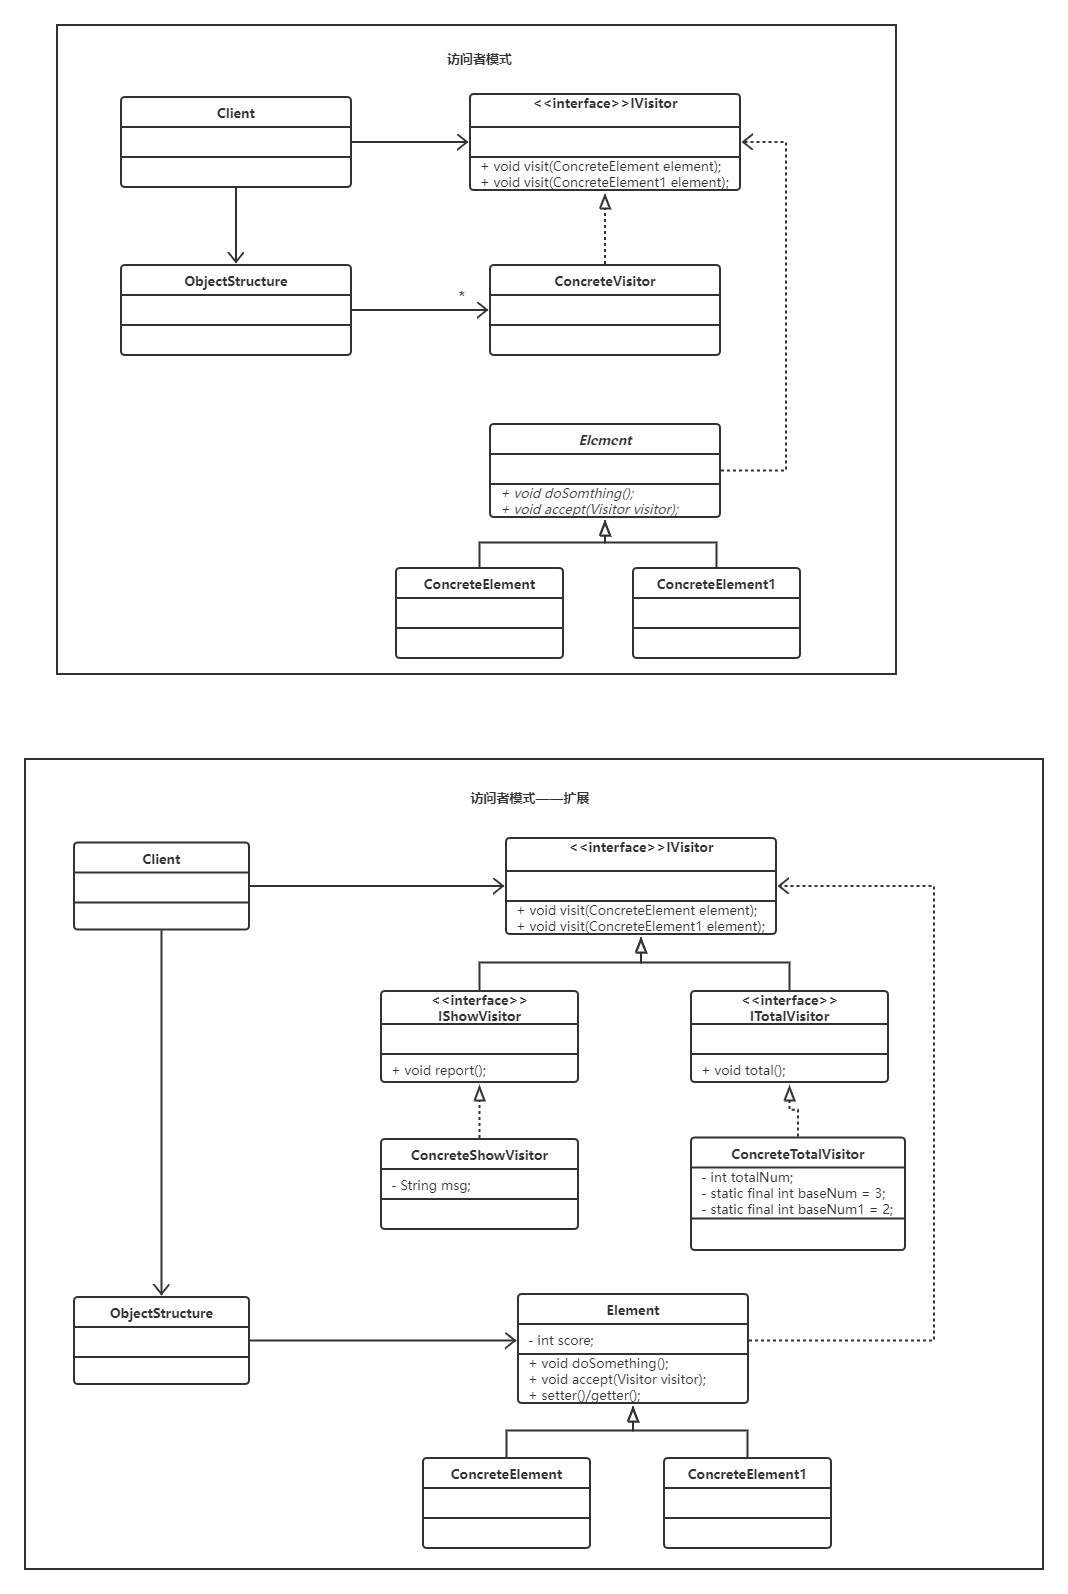 访问者模式
Client
<<interface>>IVisitor
+ void visit(ConcreteElement element);
+ void visit(ConcreteElement1 element);
ObjectStructure
*
ConcreteVisitor
Element
+ void doSomthing();
+ void accept(Visitor visitor);
ConcreteElement
ConcreteElement1
访问者模式——扩展
Client
<<interface>>IVisitor
+ void visit(ConcreteElement element);
+ void visit(ConcreteElement1 element);
<<interface>>
IShowVisitor
+ void report();
<<interface>>
ITotalVisitor
+ void total();
ConcreteShowVisitor
- String msg;
ConcreteTotalVisitor
- int totalNum;
- static final int baseNum = 3;
- static final int baseNum1 = 2;
ObjectStructure
Element
- int score;
+ void doSomething();
+ void accept(Visitor visitor);
+ setter()/getter();
ConcreteElement
ConcreteElement1